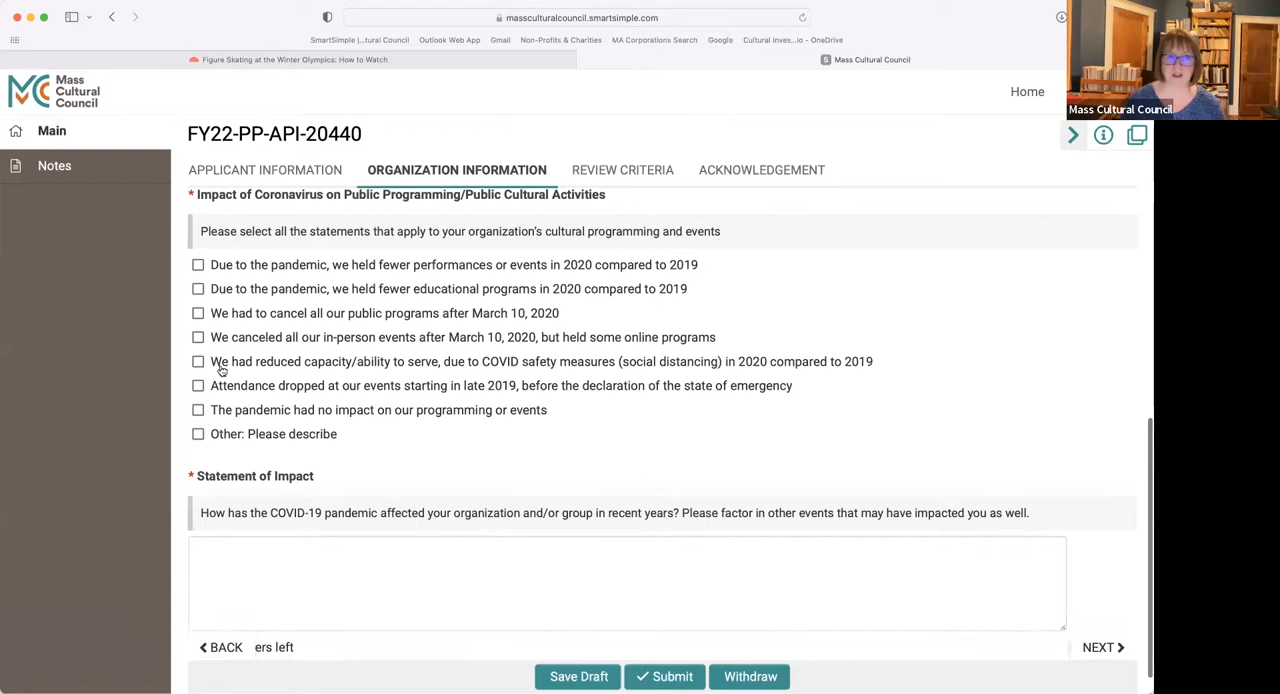 massculturalcouncil.smartsimple.com
SmartSimple |...tural Council
Outlook Web App
Gmail
Non-Profits & Charities
MA Corporations Search
Google
Cultural Inves...io - OneDrive
Figure Skating at the Winter Olympics: How to Watch
S Mass Cultural Council
MC Mass
Cultural
Council
Home
Mass Cultural Council
Main
Notes
FY22-PP-API-20440
APPLICANT INFORMATION
ORGANIZATION INFORMATION
REVIEW CRITERIA
ACKNOWLEDGEMENT
* Impact of Coronavirus on Public Programming/Public Cultural Activities
Please select all the statements that apply to your organization's cultural programming and events
Due to the pandemic, we held fewer performances or events in 2020 compared to 2019
Due to the pandemic, we held fewer educational programs in 2020 compared to 2019
We had to cancel all our public programs after March 10, 2020
We canceled all our in-person events after March 10, 2020, but held some online programs
We had reduced capacity/ability to serve, due to COVID safety measures (social distancing) in 2020 compared to 2019
Attendance dropped at our events starting in late 2019, before the declaration of the state of emergency
The pandemic had no impact on our programming or events
Other: Please describe
* Statement of Impact
How has the COVID-19 pandemic affected your organization and/or group in recent years? Please factor in other events that may have impacted you as well.
BACK
ers left
NEXT
Save Draft
Submit
Withdraw